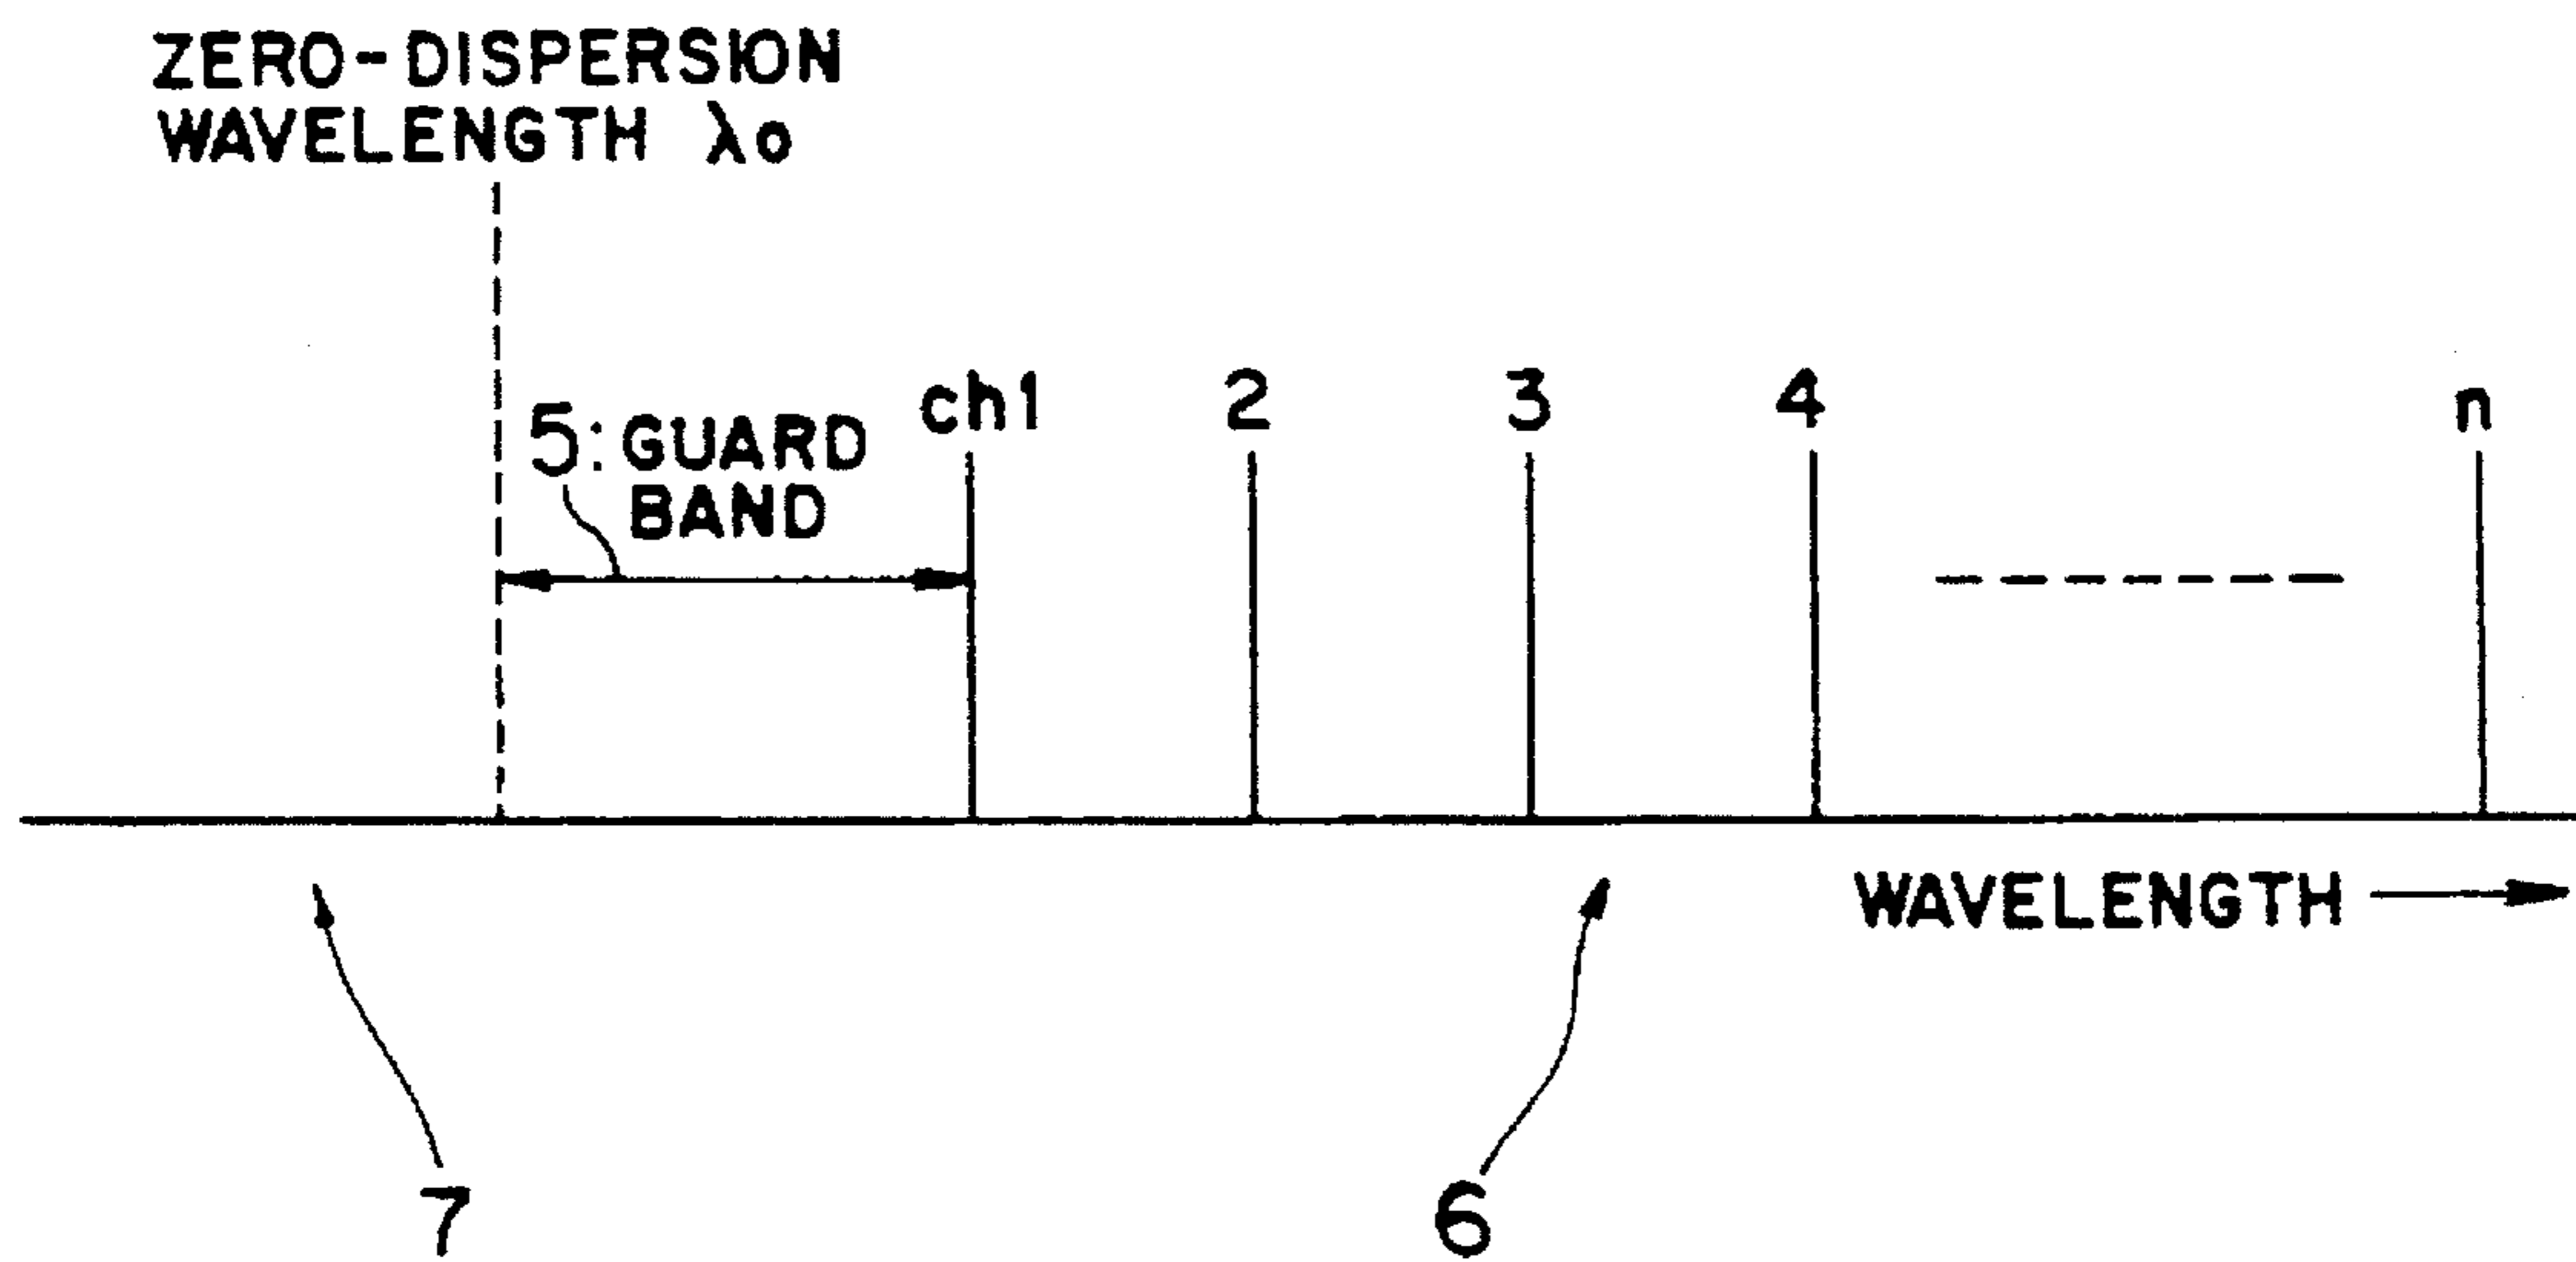 ZERO-DISPERSION
WAVELENGTH λo
5: GUARD
BAND
ch1 2 3 4 n
WAVELENGTH
7 6